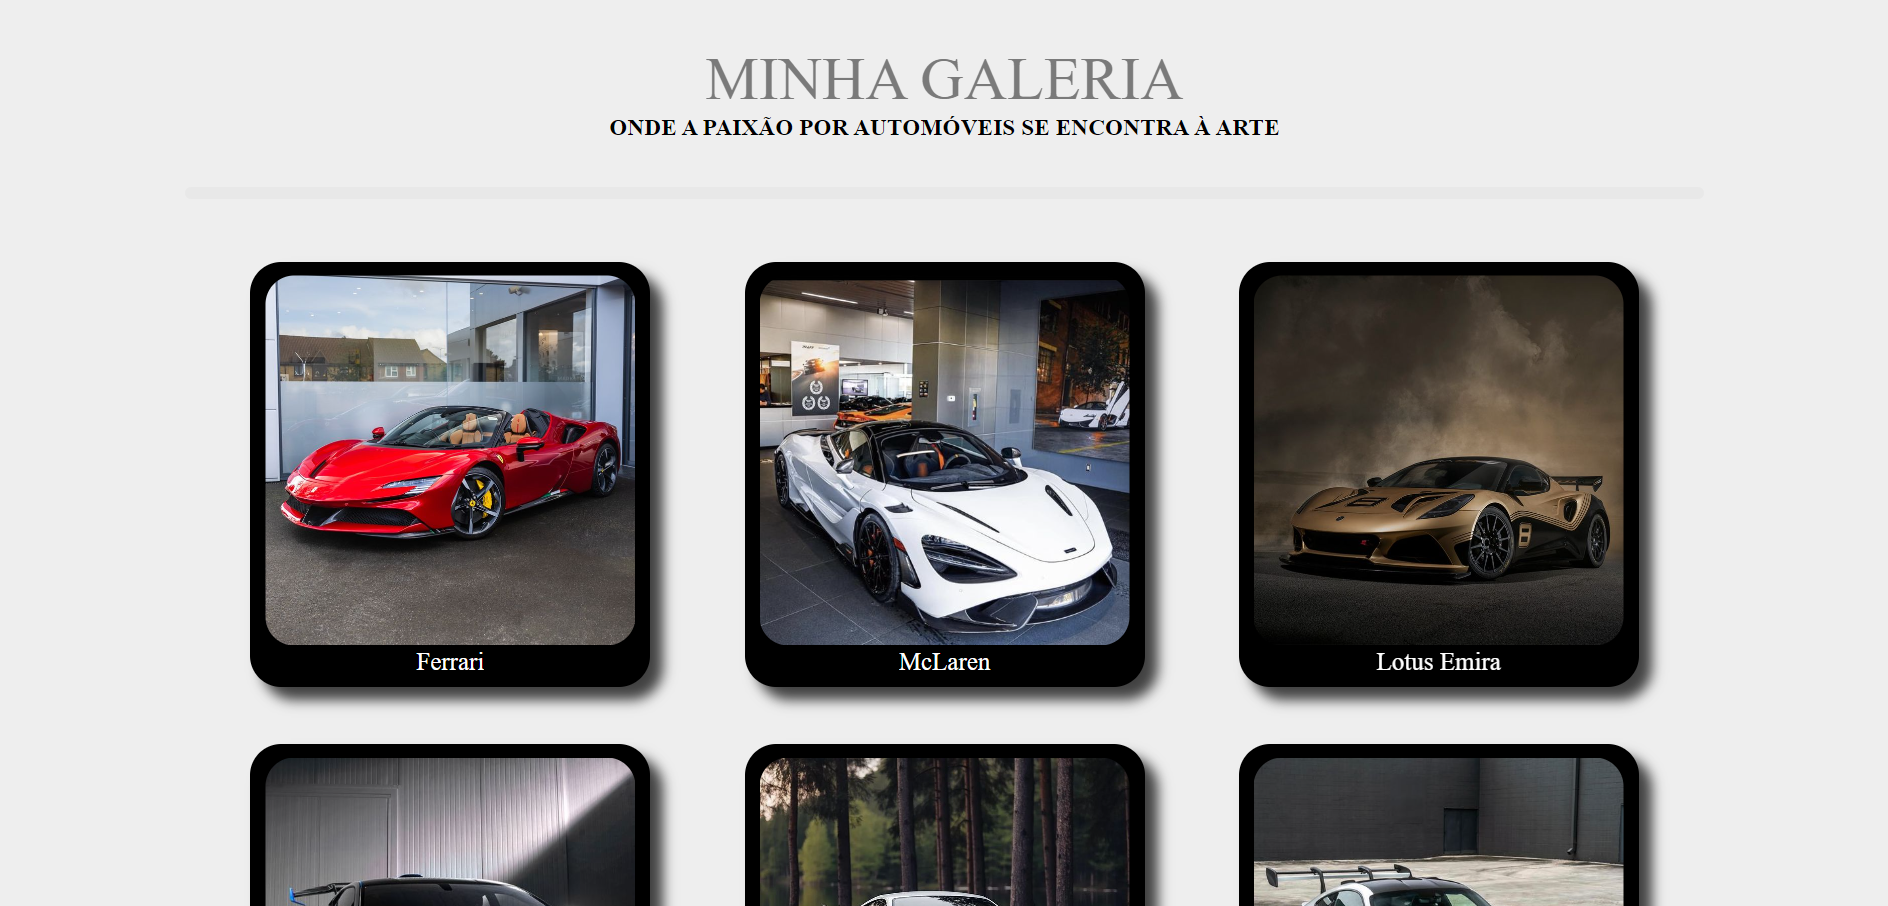 MINHA GALERIA
ONDE A PAIXÃO POR AUTOMÓVEIS SE ENCONTRA À ARTE
Ferrari
McLaren
Lotus Emira